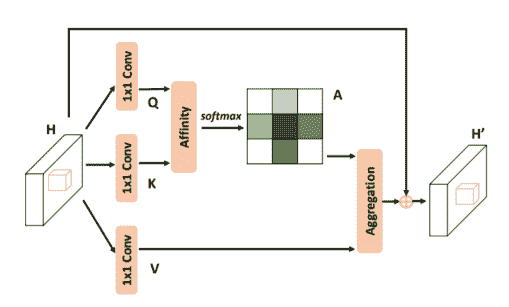 H
1x1 Conv
Q
1x1 Conv
K
1x1 Conv
V
Affinity
softmax
A
Aggregation
H'